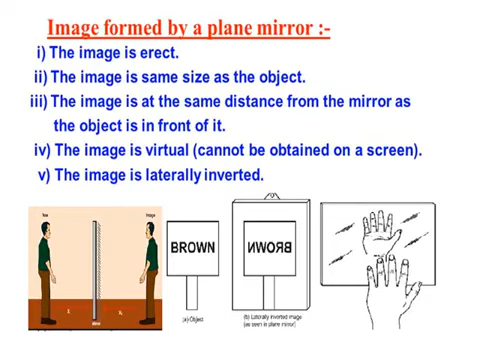 Image formed by a plane mirror :-
i) The image is erect.
ii) The image is same size as the object.
iii) The image is at the same distance from the mirror as
the object is in front of it.
iv) The image is virtual (cannot be obtained on a screen).
v) The image is laterally inverted.
Image
BROWN
(a)-Object
(b) Laterally inverted image
(as seen in plane mirror)